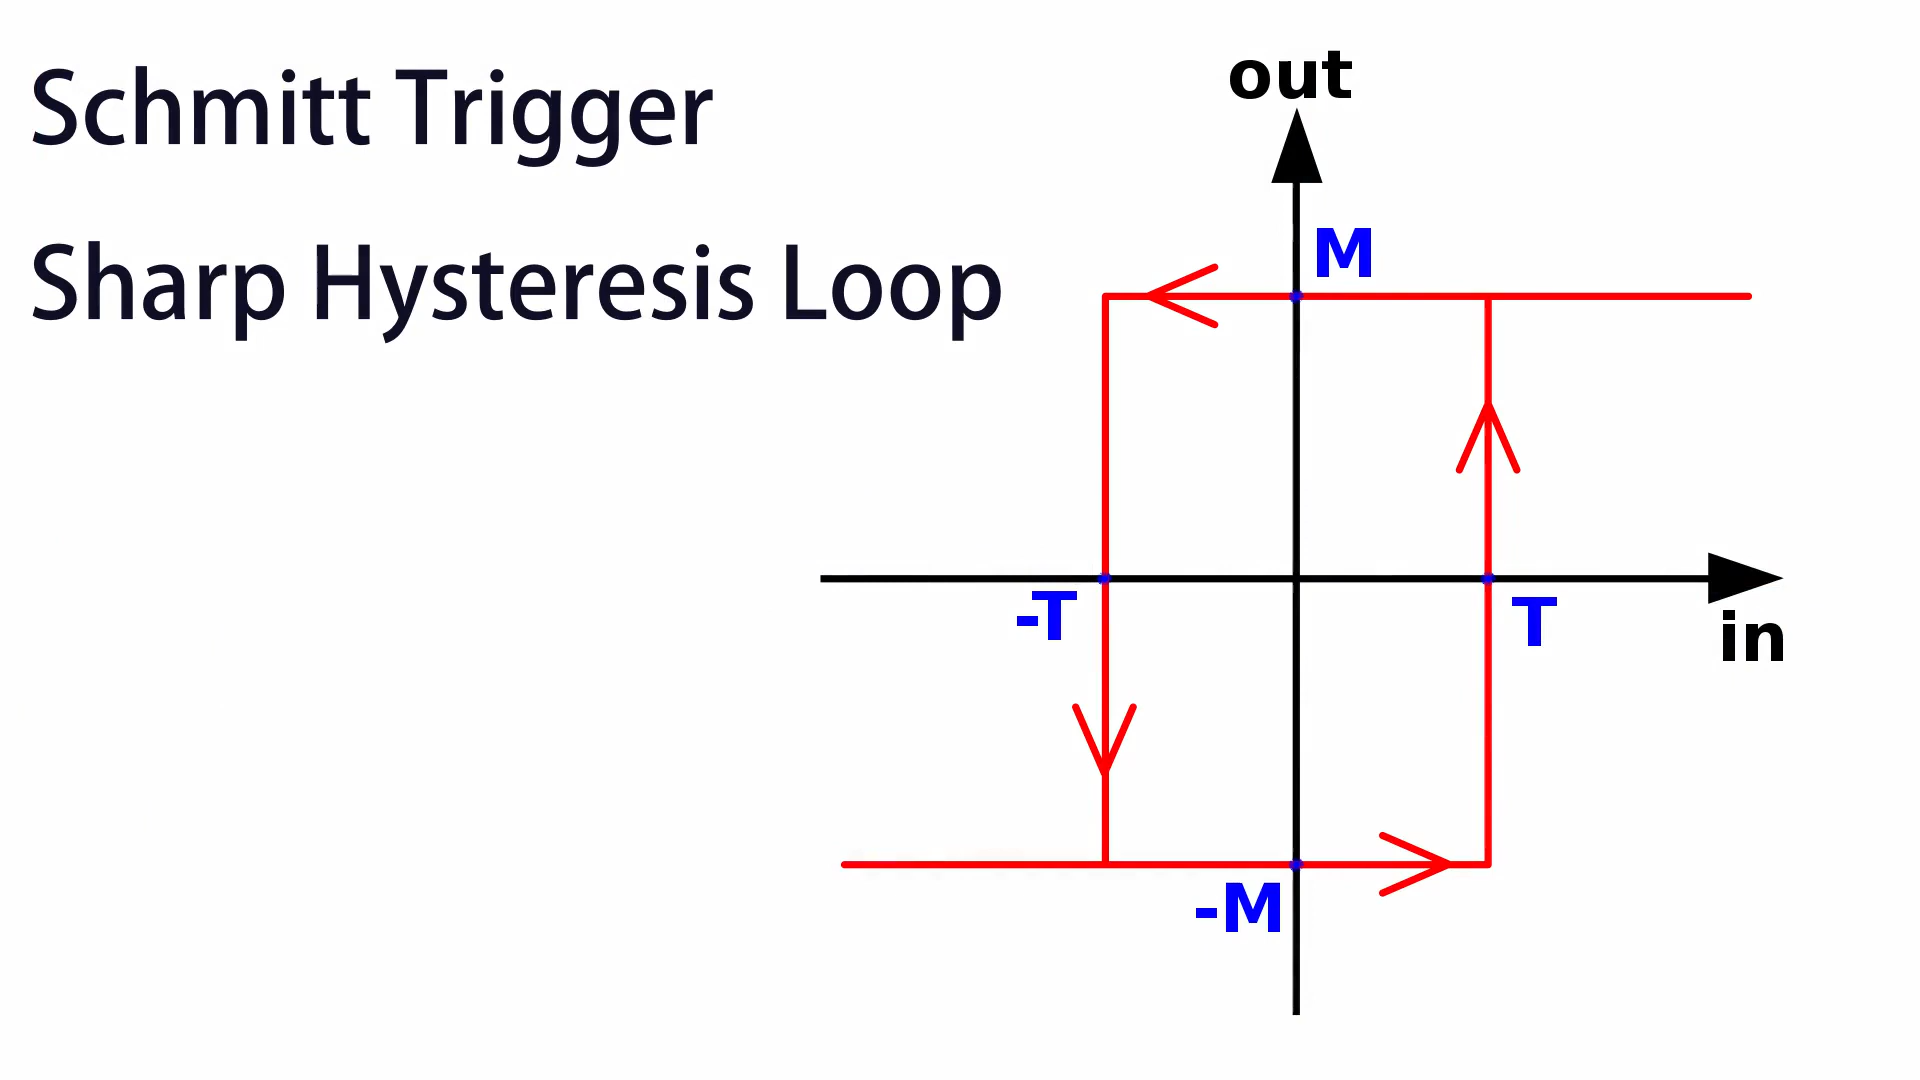 Schmitt Trigger
Sharp Hysteresis Loop
out
M
-T
T
in
-M